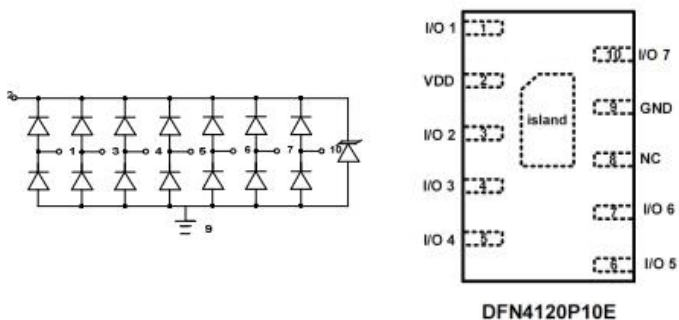 2
1 3 4 5 6 7 10
9
I/O 1
VDD
I/O 2
I/O 3
I/O 4
1
2
3
4
5
island
10
9
8
7
6
I/O 7
GND
NC
I/O 6
I/O 5
DFN4120P10E